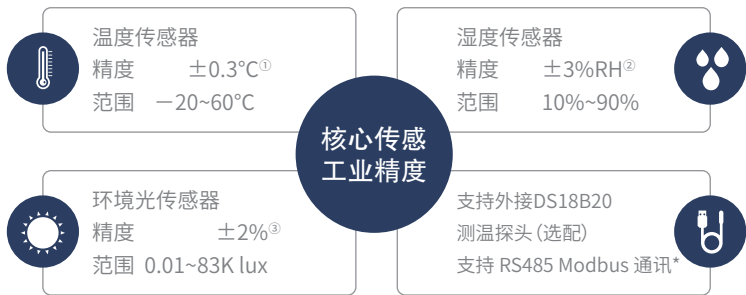 温度传感器
精度 ±0.3℃①
范围 －20~60℃
湿度传感器
精度 ±3%RH②
范围 10%~90%
核心传感
工业精度
环境光传感器
精度 ±2%③
范围 0.01~83K lux
支持外接DS18B20
测温探头（选配）
支持 RS485 Modbus 通讯*